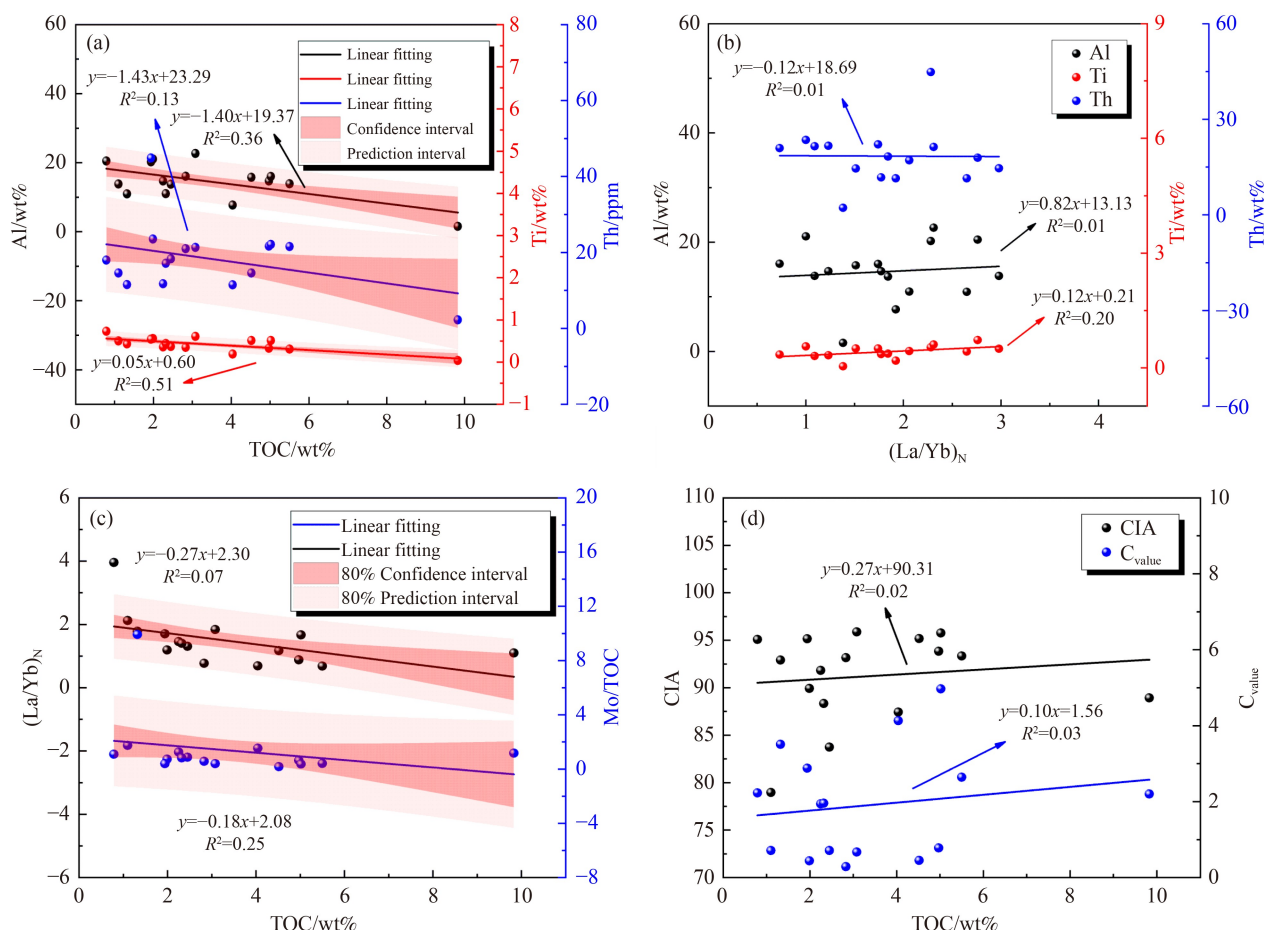 (a)
Linear fitting
Linear fitting
Linear fitting
Confidence interval
Prediction interval
y=−1.43x+23.29
R²=0.13
y=−1.40x+19.37
R²=0.36
y=0.05x+0.60
R²=0.51
60
40
20
0
−20
−40
Al/wt%
8
7
6
5
4
3
2
1
0
−1
Ti/wt%
80
60
40
20
0
−20
Th/ppm
0
2
4
6
8
10
TOC/wt%
(b)
Al
Ti
Th
y=−0.12x+18.69
R²=0.01
y=0.82x+13.13
R²=0.01
y=0.12x+0.21
R²=0.20
60
40
20
0
Al/wt%
9
6
3
0
Ti/wt%
60
30
0
−30
−60
Th/wt%
0
1
2
3
4
(La/Yb)N
(c)
Linear fitting
Linear fitting
80% Confidence interval
80% Prediction interval
y=−0.27x+2.30
R²=0.07
y=−0.18x+2.08
R²=0.25
6
4
2
0
−2
−4
−6
(La/Yb)N
20
16
12
8
4
0
−4
−8
Mo/TOC
0
2
4
6
8
10
TOC/wt%
(d)
CIA
Cvalue
y=0.27x+90.31
R²=0.02
y=0.10x=1.56
R²=0.03
110
105
100
95
90
85
80
75
70
CIA
10
8
6
4
2
0
Cvalue
0
2
4
6
8
10
TOC/wt%